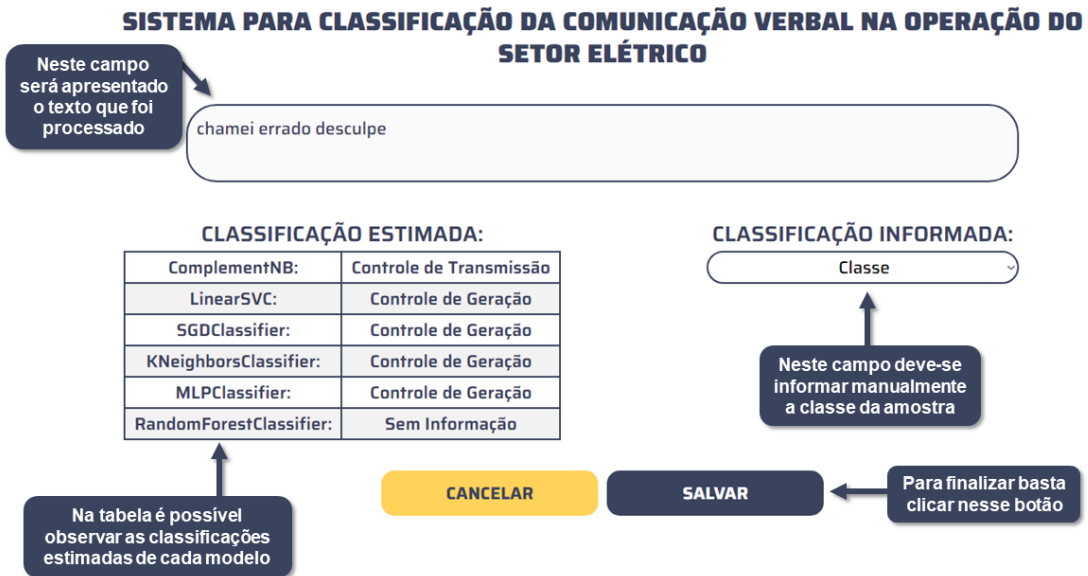 SISTEMA PARA CLASSIFICAÇÃO DA COMUNICAÇÃO VERBAL NA OPERAÇÃO DO
SETOR ELÉTRICO
Neste campo
será apresentado
o texto que foi
processado
chamei errado desculpe
CLASSIFICAÇÃO ESTIMADA:
ComplementNB: Controle de Transmissão
LinearSVC: Controle de Geração
SGDClassifier: Controle de Geração
KNeighborsClassifier: Controle de Geração
MLPClassifier: Controle de Geração
RandomForestClassifier: Sem Informação
CLASSIFICAÇÃO INFORMADA:
Classe
Neste campo deve-se
informar manualmente
a classe da amostra
Na tabela é possível
observar as classificações
estimadas de cada modelo
CANCELAR
SALVAR
Para finalizar basta
clicar nesse botão